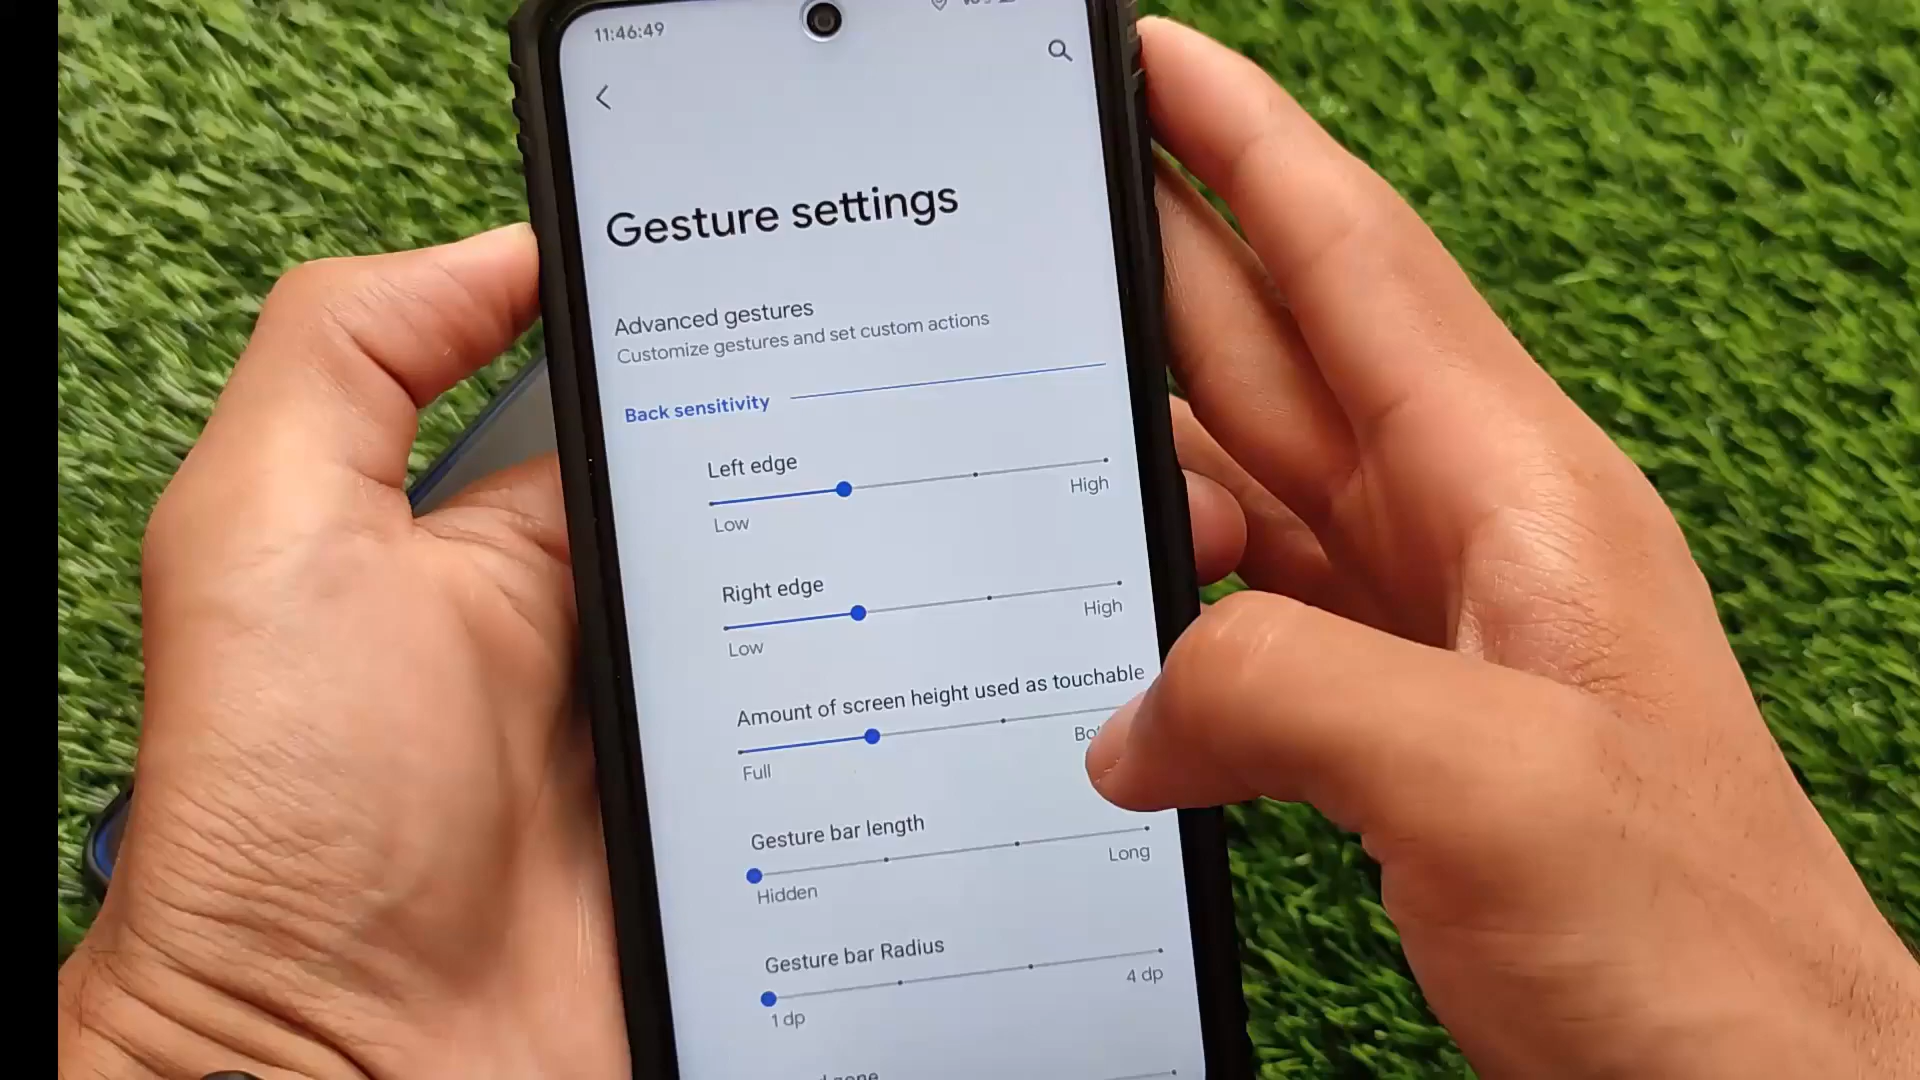 11:46:49
Gesture settings
Advanced gestures
Customize gestures and set custom actions
Back sensitivity
Left edge
Low High
Right edge
Low High
Amount of screen height used as touchable
Full
Gesture bar length
Hidden Long
Gesture bar Radius
1 dp 4 dp